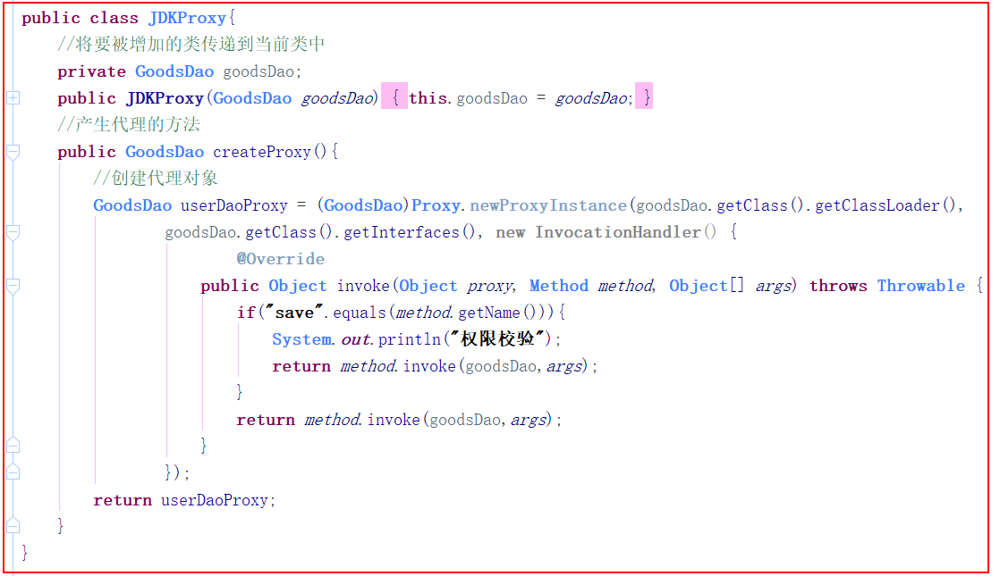 public class JDKProxy{
//将要被增加的类传递到当前类中
private GoodsDao goodsDao;
public JDKProxy(GoodsDao goodsDao) { this.goodsDao = goodsDao; }
//产生代理的方法
public GoodsDao createProxy(){
//创建代理对象
GoodsDao userDaoProxy = (GoodsDao)Proxy.newProxyInstance(goodsDao.getClass().getClassLoader(),
goodsDao.getClass().getInterfaces(), new InvocationHandler() {
@Override
public Object invoke(Object proxy, Method method, Object[] args) throws Throwable {
if("save".equals(method.getName())){
System.out.println("权限校验");
return method.invoke(goodsDao,args);
}
return method.invoke(goodsDao,args);
}
});
return userDaoProxy;
}
}